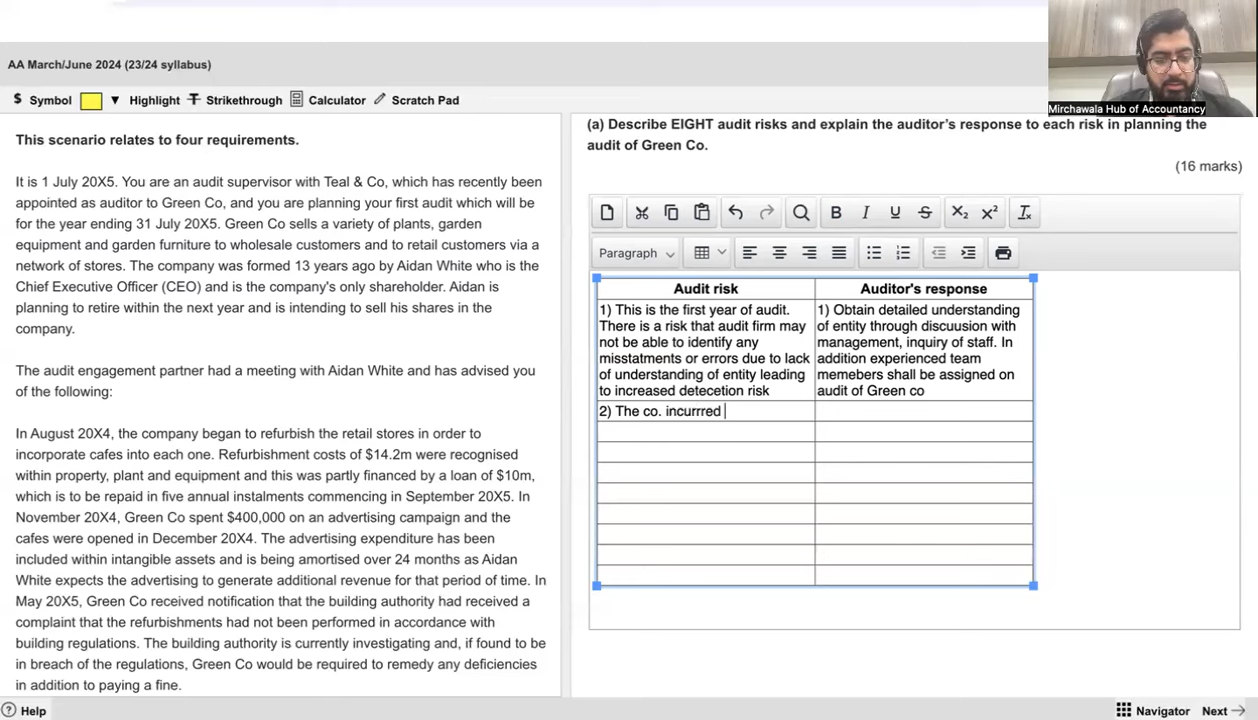 AA March/June 2024 (23/24 syllabus)
Mirchawala Hub of Accountancy
$ Symbol Highlight T Strikethrough Calculator Scratch Pad
This scenario relates to four requirements.
It is 1 July 20X5. You are an audit supervisor with Teal & Co, which has recently been
appointed as auditor to Green Co, and you are planning your first audit which will be
for the year ending 31 July 20X5. Green Co sells a variety of plants, garden
equipment and garden furniture to wholesale customers and to retail customers via a
network of stores. The company was formed 13 years ago by Aidan White who is the
Chief Executive Officer (CEO) and is the company's only shareholder. Aidan is
planning to retire within the next year and is intending to sell his shares in the
company.
The audit engagement partner had a meeting with Aidan White and has advised you
of the following:
In August 20X4, the company began to refurbish the retail stores in order to
incorporate cafes into each one. Refurbishment costs of $14.2m were recognised
within property, plant and equipment and this was partly financed by a loan of $10m,
which is to be repaid in five annual instalments commencing in September 20X5. In
November 20X4, Green Co spent $400,000 on an advertising campaign and the
cafes were opened in December 20X4. The advertising expenditure has been
included within intangible assets and is being amortised over 24 months as Aidan
White expects the advertising to generate additional revenue for that period of time. In
May 20X5, Green Co received notification that the building authority had received a
complaint that the refurbishments had not been performed in accordance with
building regulations. The building authority is currently investigating and, if found to be
in breach of the regulations, Green Co would be required to remedy any deficiencies
in addition to paying a fine.
(a) Describe EIGHT audit risks and explain the auditor's response to each risk in planning the
audit of Green Co.
(16 marks)
B I U S X₂ X² Tx
Paragraph
Audit risk
1) This is the first year of audit.
There is a risk that audit firm may
not be able to identify any
misstatments or errors due to lack
of understanding of entity leading
to increased detecetion risk
2) The co. incurrred
Auditor's response
1) Obtain detailed understanding
of entity through discuusion with
management, inquiry of staff. In
addition experienced team
memebers shall be assigned on
audit of Green co
? Help
Navigator Next